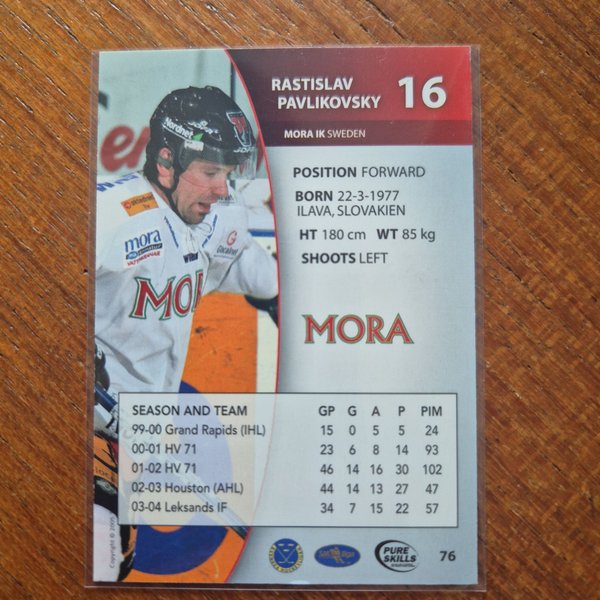 RASTISLAV
PAVLIKOVSKY 16
MORA IK SWEDEN
POSITION FORWARD
BORN 22-3-1977
ILAVA, SLOVAKIEN
HT 180 cm WT 85 kg
SHOOTS LEFT
Nordnet
mora
MORA
MORA
SEASON AND TEAM GP G A P PIM
99-00 Grand Rapids (IHL) 15 0 5 5 24
00-01 HV 71 23 6 8 14 93
01-02 HV 71 46 14 16 30 102
02-03 Houston (AHL) 44 14 13 27 47
03-04 Leksands IF 34 7 15 22 57
PURE
SKILLS
76